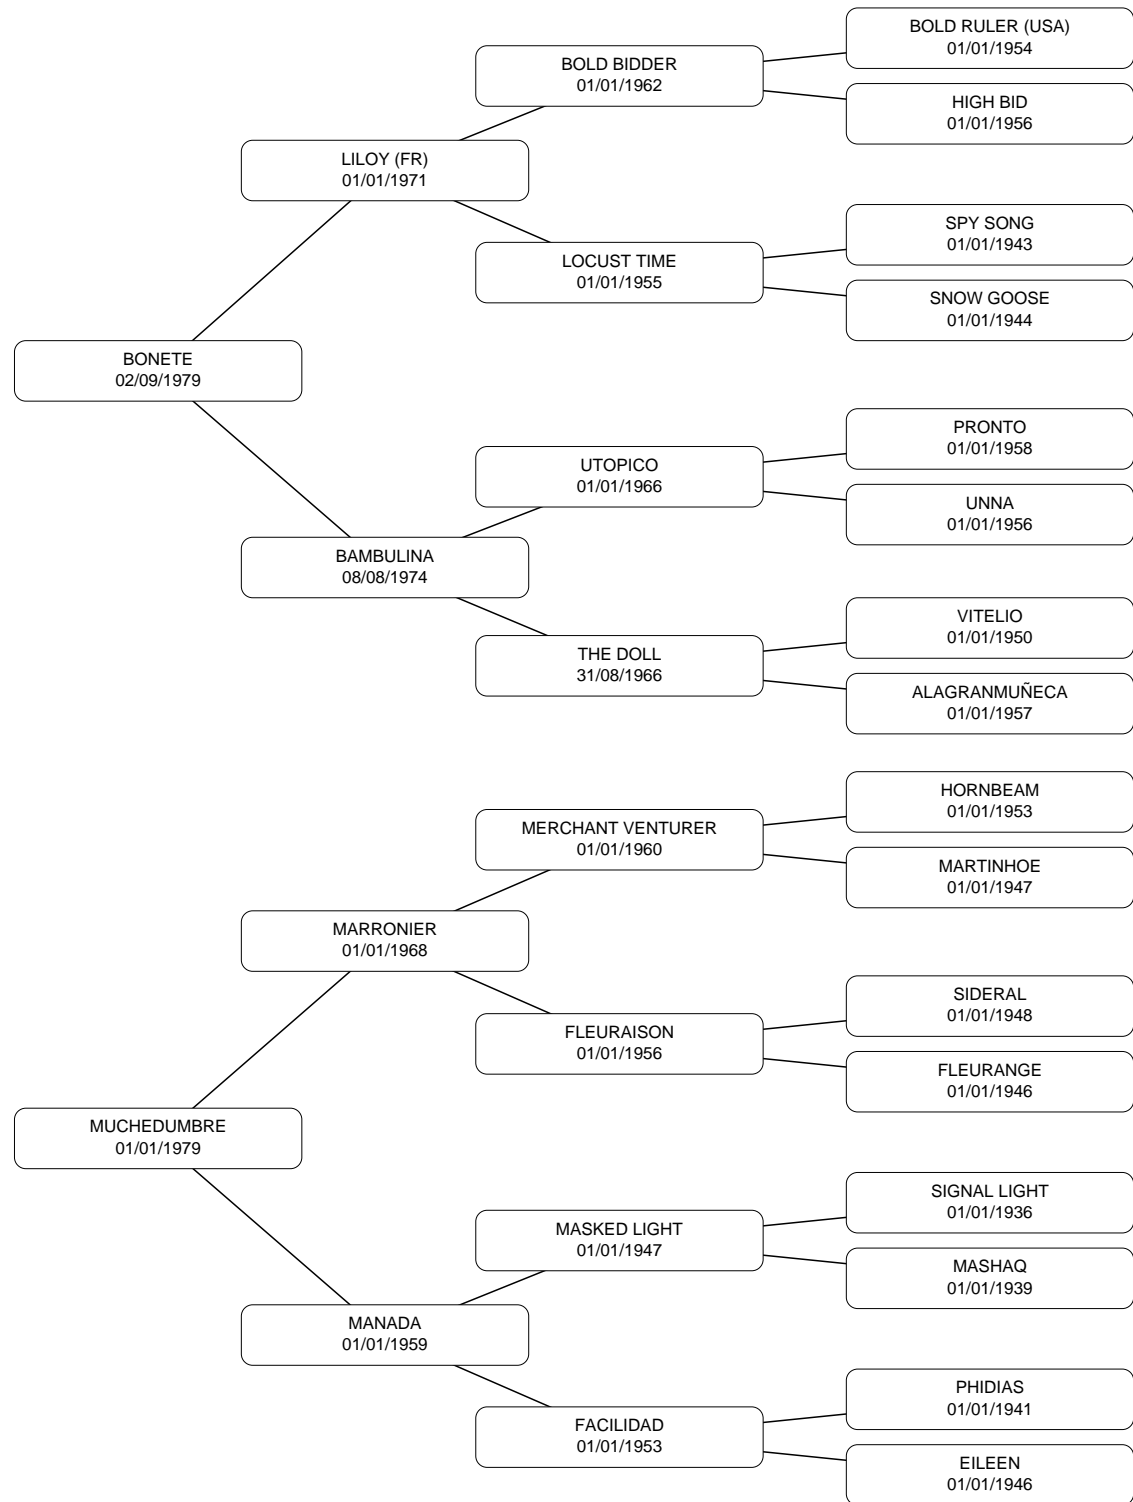 BOLD RULER (USA)
01/01/1954
BOLD BIDDER
01/01/1962
HIGH BID
01/01/1956
LILOY (FR)
01/01/1971
SPY SONG
01/01/1943
LOCUST TIME
01/01/1955
SNOW GOOSE
01/01/1944
BONETE
02/09/1979
PRONTO
01/01/1958
UTOPICO
01/01/1966
UNNA
01/01/1956
BAMBULINA
08/08/1974
VITELIO
01/01/1950
THE DOLL
31/08/1966
ALAGRANMUÑECA
01/01/1957
HORNBEAM
01/01/1953
MERCHANT VENTURER
01/01/1960
MARTINHOE
01/01/1947
MARRONIER
01/01/1968
SIDERAL
01/01/1948
FLEURAISON
01/01/1956
FLEURANGE
01/01/1946
MUCHEDUMBRE
01/01/1979
SIGNAL LIGHT
01/01/1936
MASKED LIGHT
01/01/1947
MASHAQ
01/01/1939
MANADA
01/01/1959
PHIDIAS
01/01/1941
FACILIDAD
01/01/1953
EILEEN
01/01/1946